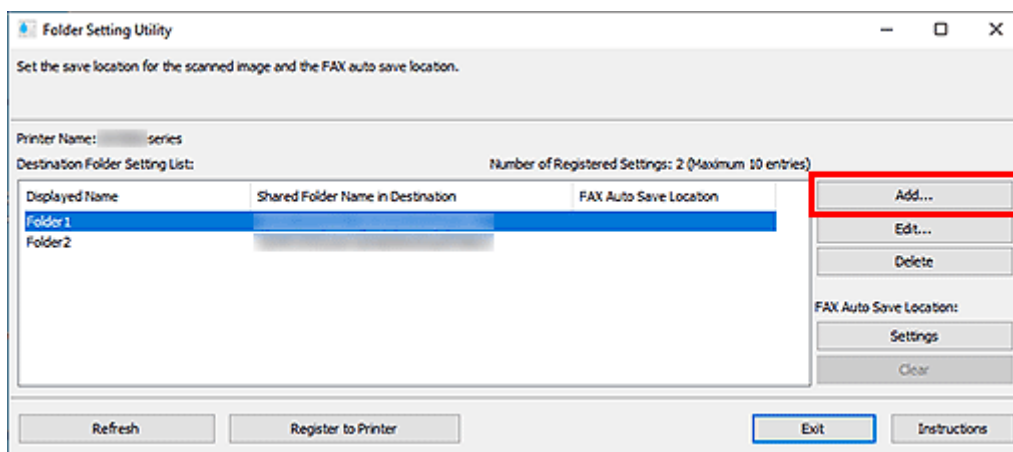 Folder Setting Utility
Set the save location for the scanned image and the FAX auto save location.
Printer Name: series
Destination Folder Setting List: Number of Registered Settings: 2 (Maximum 10 entries)
Displayed Name Shared Folder Name in Destination FAX Auto Save Location
Folder1
Folder2
Add...
Edit...
Delete
FAX Auto Save Location:
Settings
Clear
Refresh Register to Printer Exit Instructions